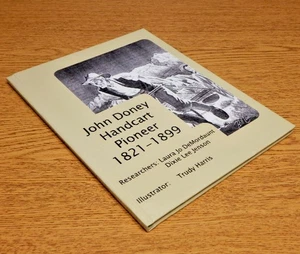 John Doney
Handcart
Pioneer
1821-1899
Researchers: Laura Jo DeMordaunt
Dixie Lee Jenson
Illustrator: Trudy Harris